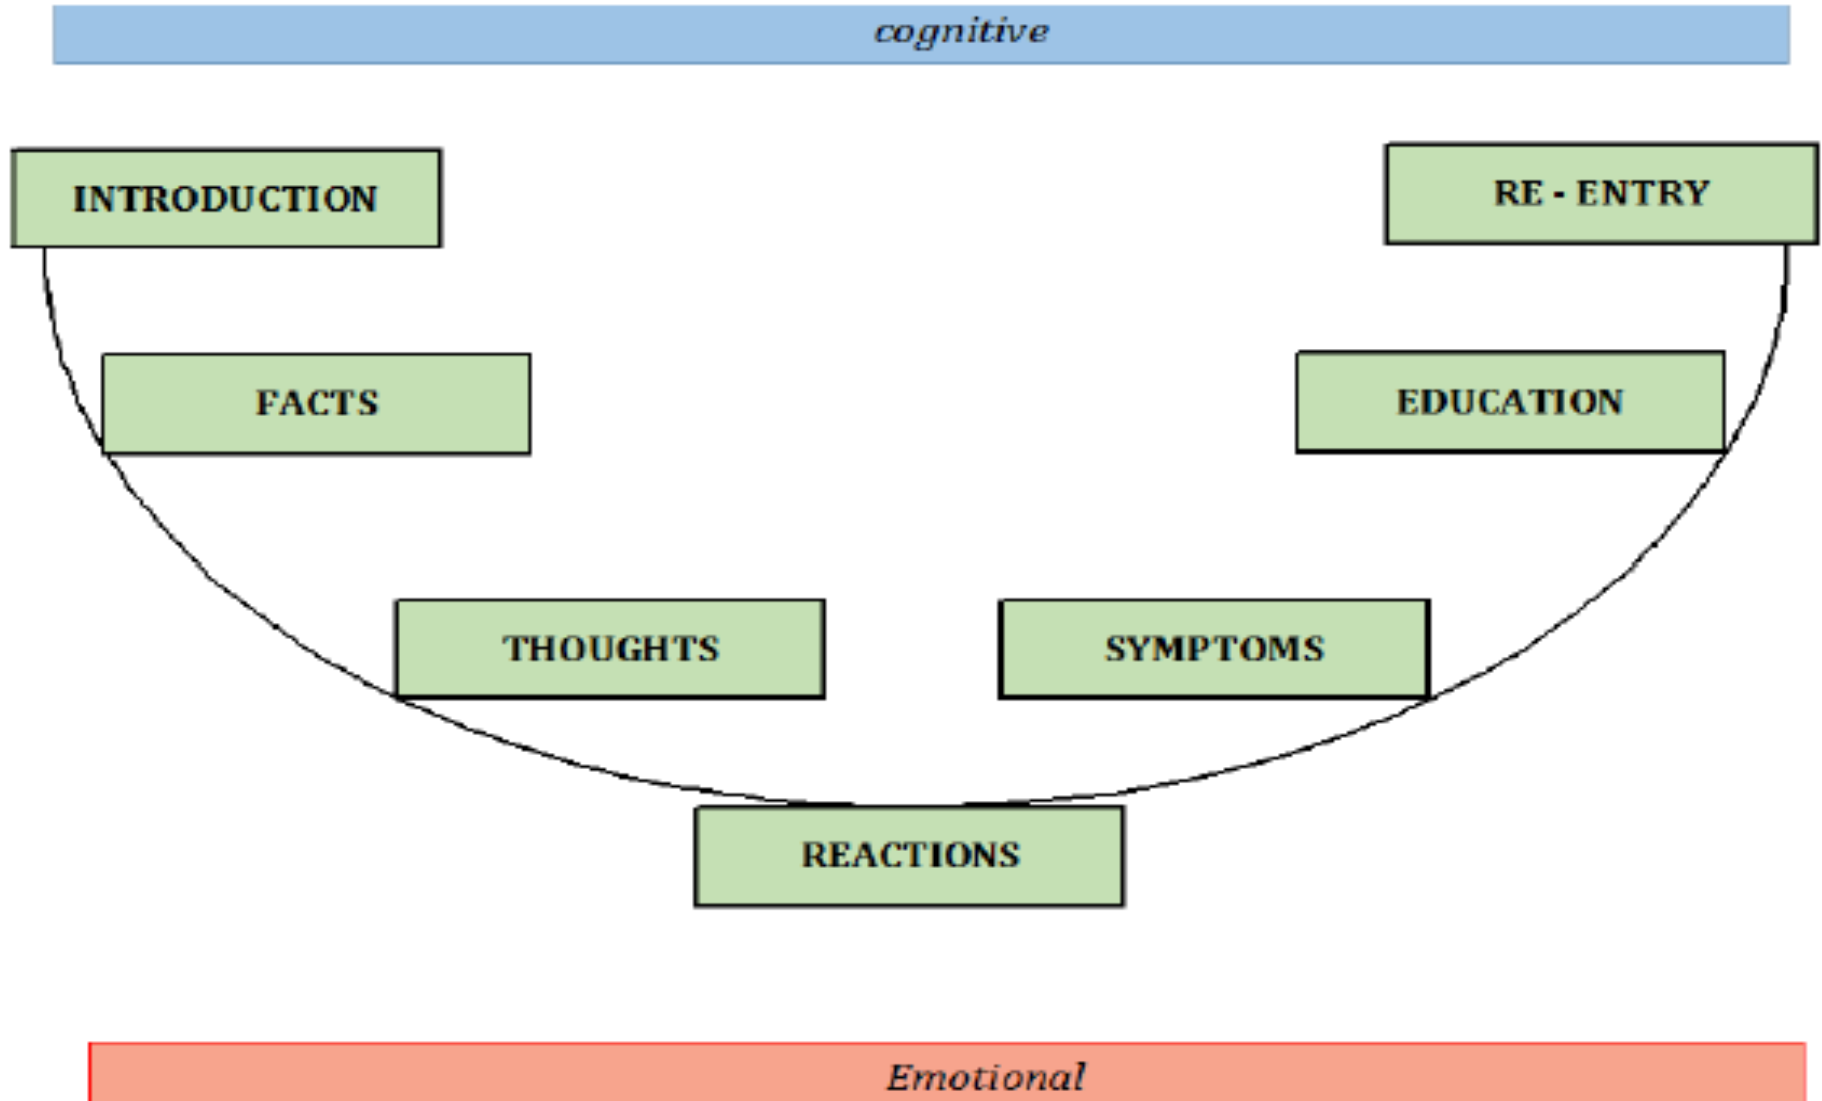 cognitive
INTRODUCTION
RE - ENTRY
FACTS
EDUCATION
THOUGHTS
SYMPTOMS
REACTIONS
Emotional